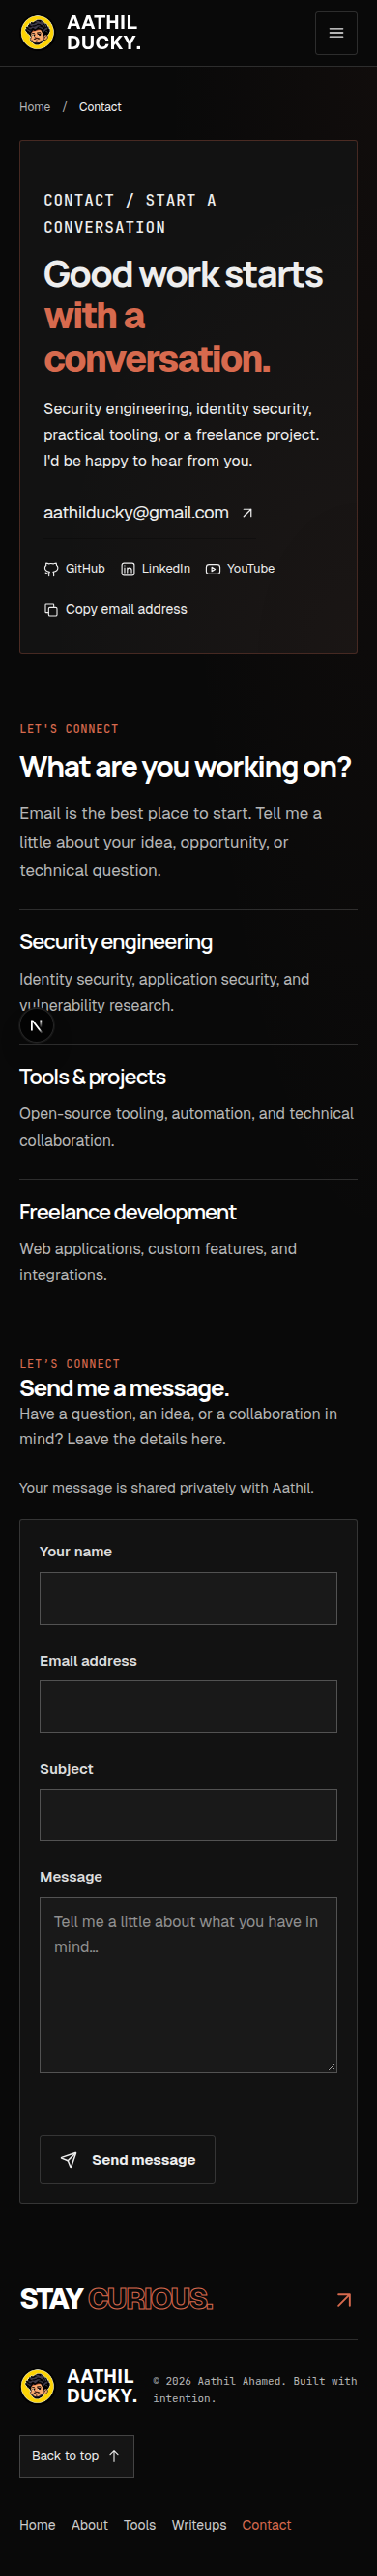 AATHIL
DUCKY.
Home / Contact
CONTACT / START A
CONVERSATION
Good work starts
with a
conversation.
Security engineering, identity security,
practical tooling, or a freelance project.
I'd be happy to hear from you.
aathilducky@gmail.com
GitHub LinkedIn YouTube
Copy email address
LET'S CONNECT
What are you working on?
Email is the best place to start. Tell me a
little about your idea, opportunity, or
technical question.
Security engineering
Identity security, application security, and
vulnerability research.
N
Tools & projects
Open-source tooling, automation, and technical
collaboration.
Freelance development
Web applications, custom features, and
integrations.
LET'S CONNECT
Send me a message.
Have a question, an idea, or a collaboration in
mind? Leave the details here.
Your message is shared privately with Aathil.
Your name
Email address
Subject
Message
Tell me a little about what you have in
mind...
Send message
STAY CURIOUS.
AATHIL
DUCKY.
© 2026 Aathil Ahamed. Built with
intention.
Back to top
Home About Tools Writeups Contact